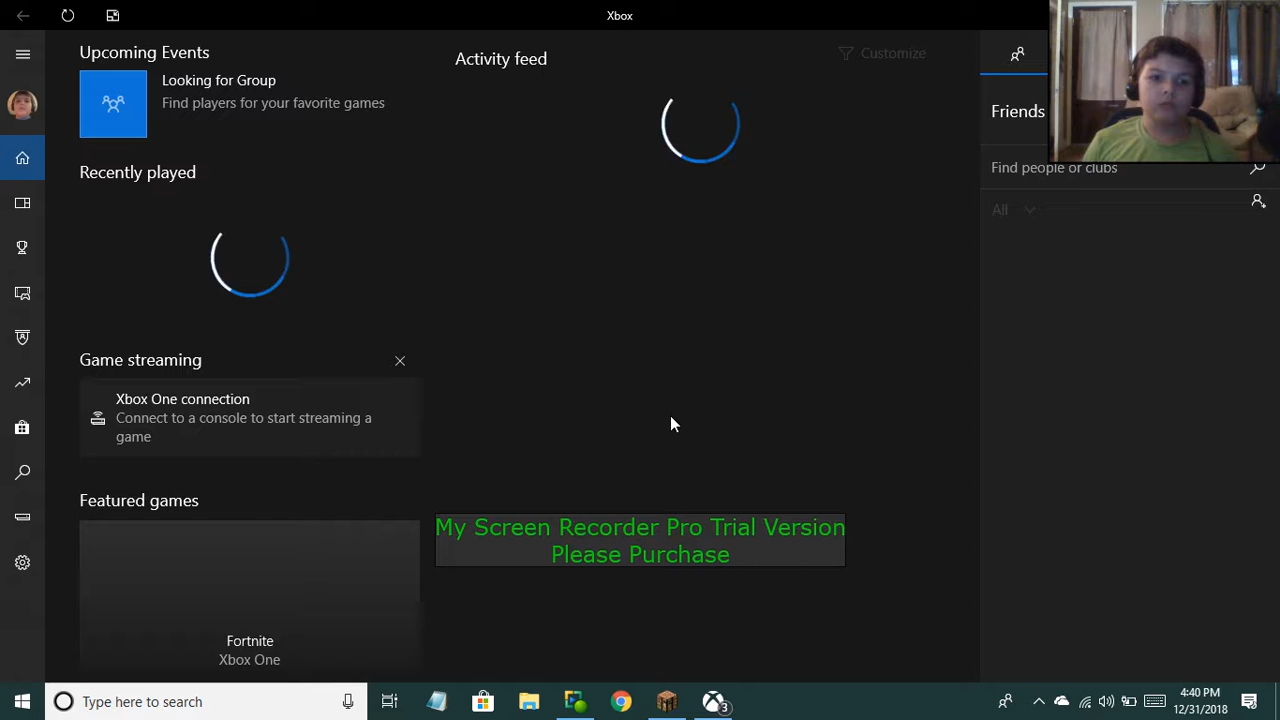 Xbox
Upcoming Events
Looking for Group
Find players for your favorite games
Recently played
Game streaming
Xbox One connection
Connect to a console to start streaming a
game
Featured games
Fortnite
Xbox One
Activity feed
Customize
My Screen Recorder Pro Trial Version
Please Purchase
Friends
Find people or clubs
All
Type here to search
3
4:40 PM
12/31/2018